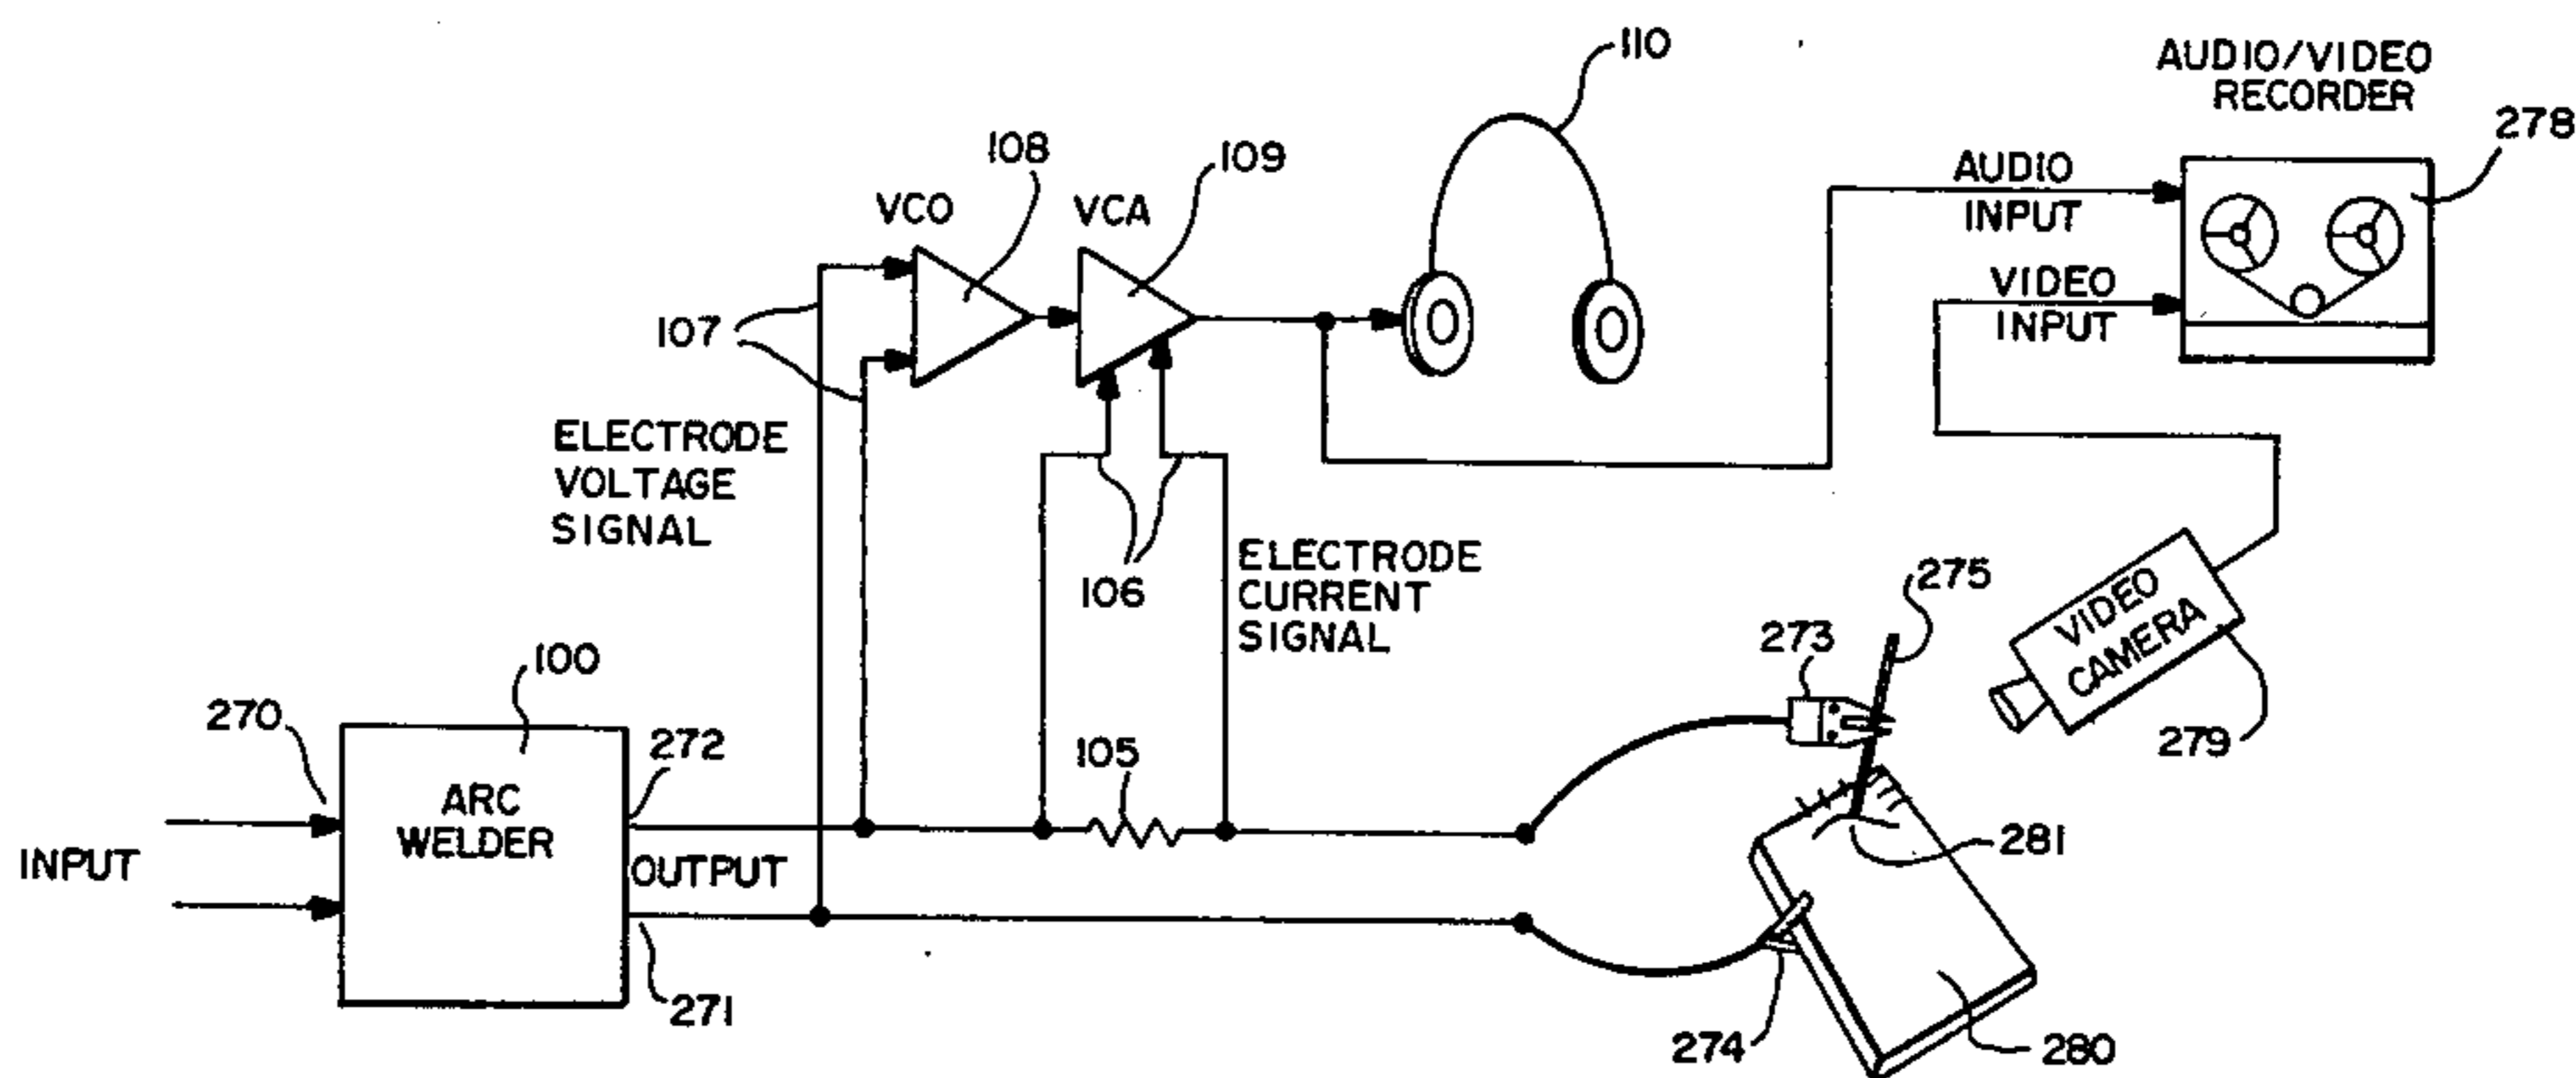 110
AUDIO/VIDEO
RECORDER
278
108
109
AUDIO
INPUT
VCO
VCA
VIDEO
INPUT
107
ELECTRODE
VOLTAGE
SIGNAL
106
ELECTRODE
CURRENT
SIGNAL
275
VIDEO
CAMERA
273
279
100
270
272
105
ARC
WELDER
INPUT
OUTPUT
281
271
274
280